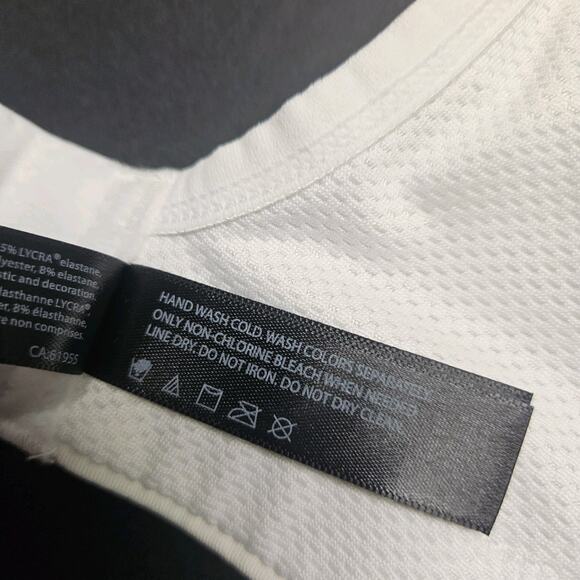 5% LYCRA® elastane,
lyester, 8% elastane,
stic and decoration.
lasthanne LYCRA®,
er, 8% élasthanne,
re non comprises.
CA:61955
HAND WASH COLD. WASH COLORS SEPARATELY.
ONLY NON-CHLORINE BLEACH WHEN NEEDED.
LINE DRY. DO NOT IRON. DO NOT DRY CLEAN.